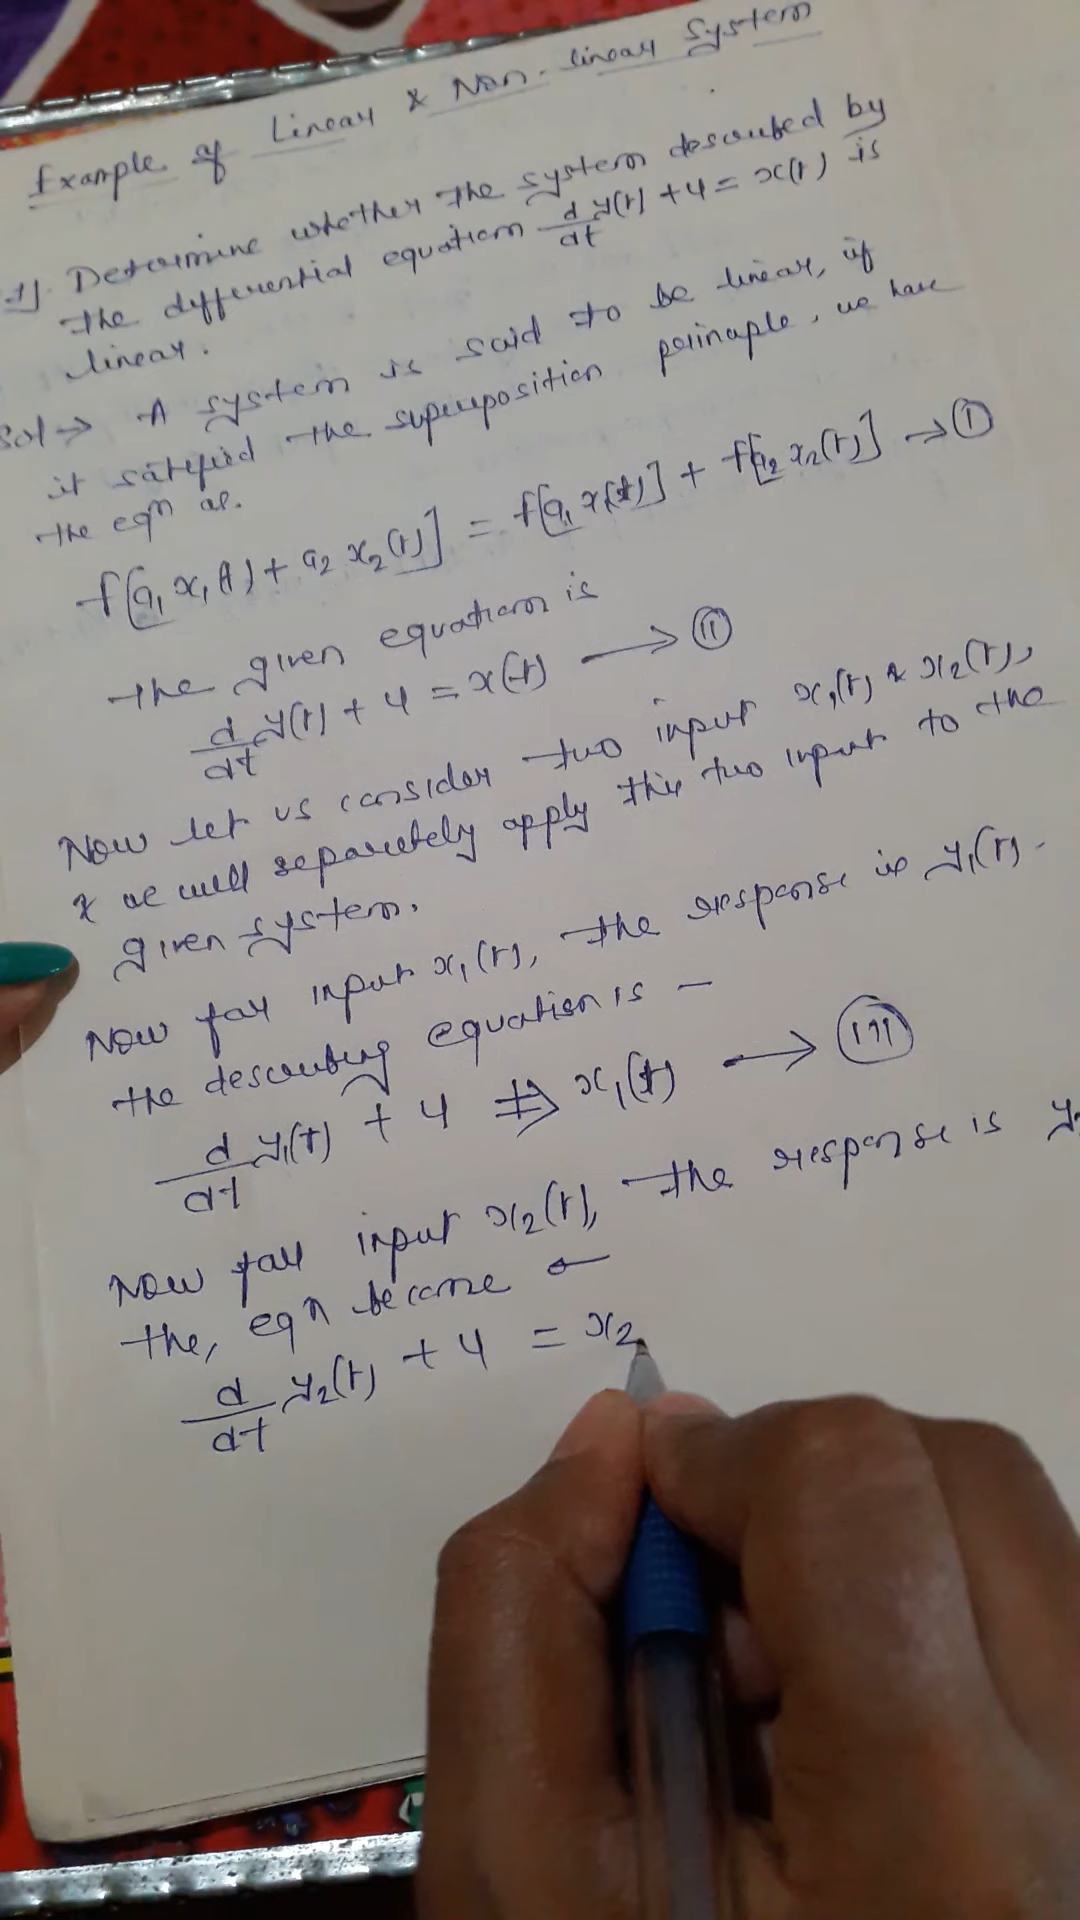 Example of Linear & Non-linear System
1). Determine whether the system described by
the differential equation d/dt y(t) + 4 = x(t) is
linear.
Sol → A system is said to be linear, if
it satisfied the superposition prinaple, we have
the eqn as.
f[a₁ x₁(t) + a₂ x₂(t)] = f[a₁ x₁(t)] + f[a₂ x₂(t)] → (I)
the given equation is
d/dt y(t) + 4 = x(t) → (II)
Now let us consider two input x₁(t) & x₂(t),
& we will separetely apply this two input to the
given system.
Now for input x₁(t), the response is y₁(t).
the describing equation is –
d/dt y₁(t) + 4 ⇒ x₁(t) → (III)
Now for input x₂(t), the response is y₂
the, eqn become –
d/dt y₂(t) + 4 = x₂